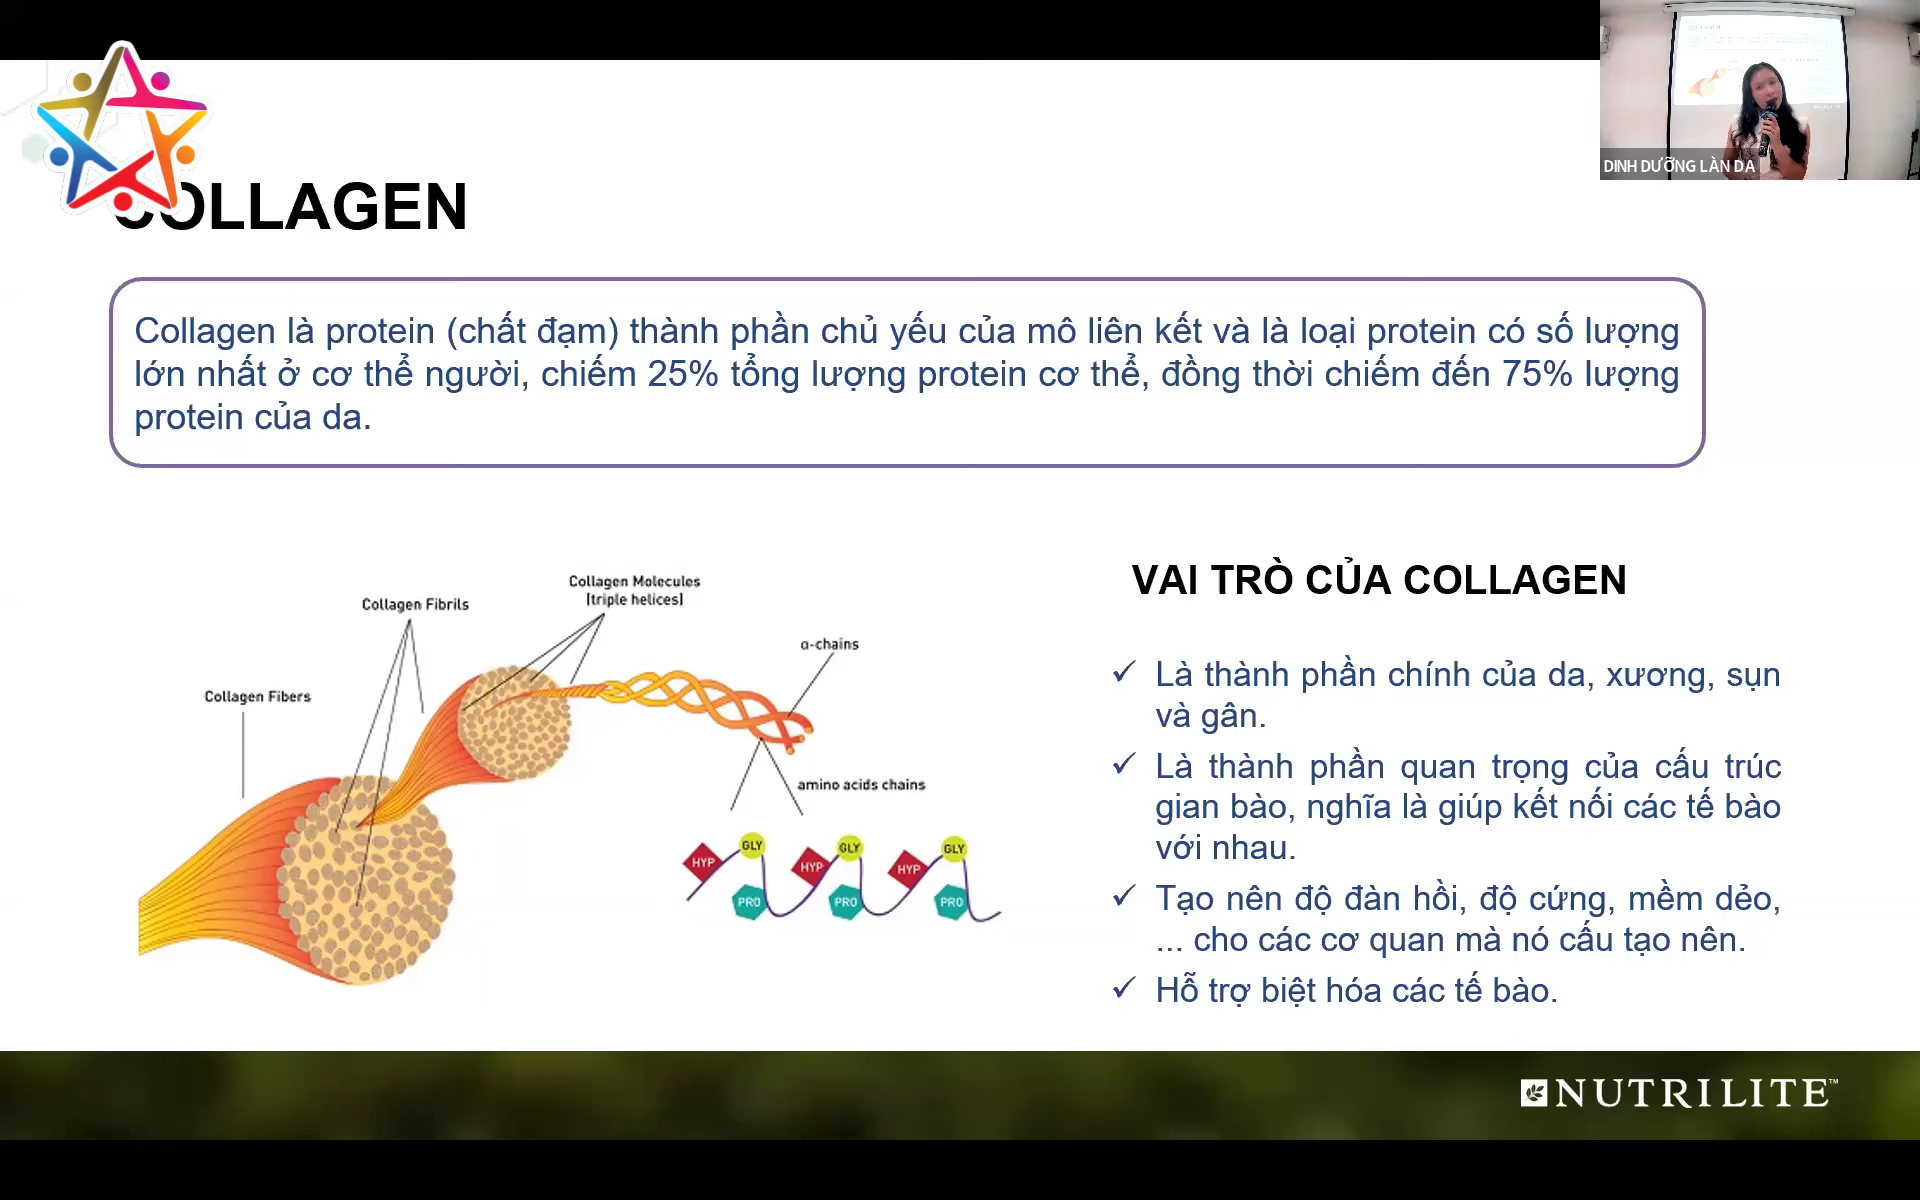 DINH DƯỠNG LÀN DA
COLLAGEN
Collagen là protein (chất đạm) thành phần chủ yếu của mô liên kết và là loại protein có số lượng
lớn nhất ở cơ thể người, chiếm 25% tổng lượng protein cơ thể, đồng thời chiếm đến 75% lượng
protein của da.
Collagen Molecules
(triple helices)
Collagen Fibrils
α-chains
Collagen Fibers
amino acids chains
HYP GLY HYP GLY HYP GLY
PRO PRO PRO
VAI TRÒ CỦA COLLAGEN
✓ Là thành phần chính của da, xương, sụn
và gân.
✓ Là thành phần quan trọng của cấu trúc
gian bào, nghĩa là giúp kết nối các tế bào
với nhau.
✓ Tạo nên độ đàn hồi, độ cứng, mềm dẻo,
... cho các cơ quan mà nó cấu tạo nên.
✓ Hỗ trợ biệt hóa các tế bào.
NUTRILITE™